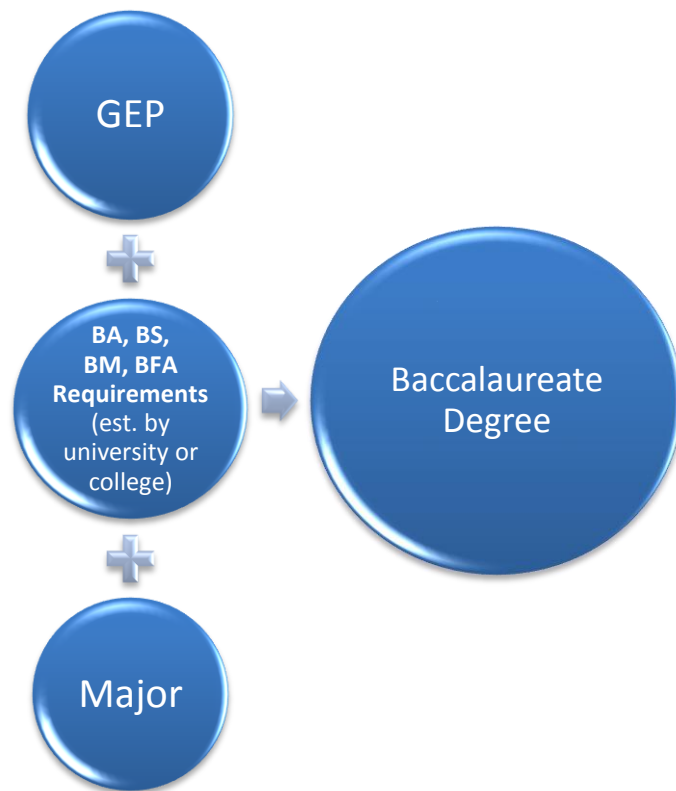 GEP
BA, BS,
BM, BFA
Requirements
(est. by
university or
college)
Baccalaureate
Degree
Major